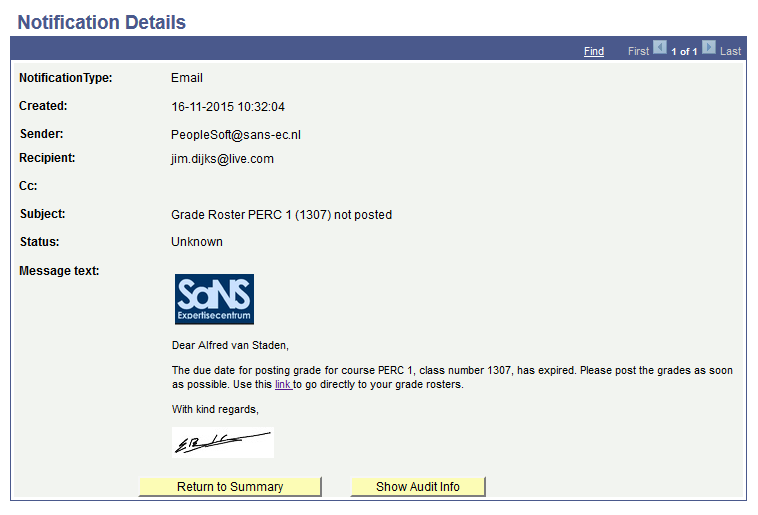 Notification Details
Find First 1 of 1 Last
NotificationType: Email
Created: 16-11-2015 10:32:04
Sender: PeopleSoft@sans-ec.nl
Recipient: jim.dijks@live.com
Cc:
Subject: Grade Roster PERC 1 (1307) not posted
Status: Unknown
Message text:
SaNS
Expertisecentrum
Dear Alfred van Staden,
The due date for posting grade for course PERC 1, class number 1307, has expired. Please post the grades as soon
as possible. Use this link to go directly to your grade rosters.
With kind regards,
Return to Summary Show Audit Info